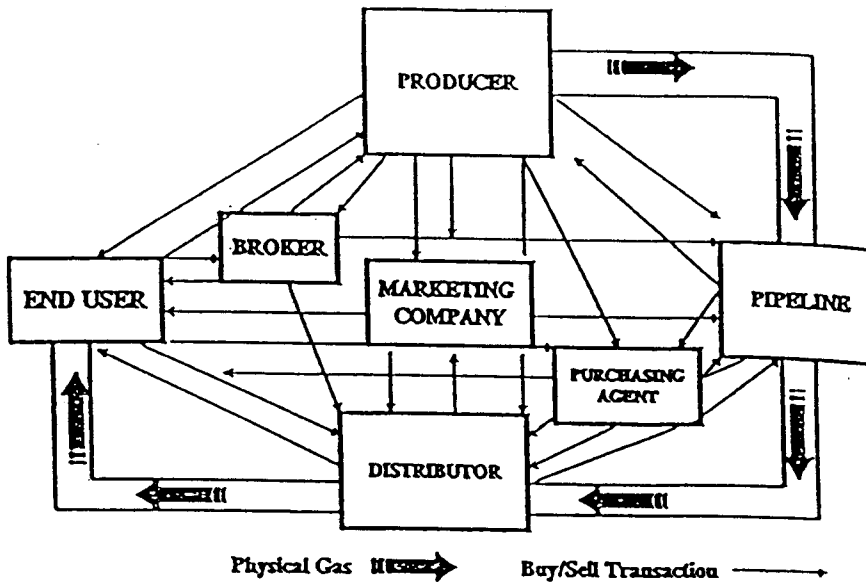 PRODUCER
BROKER
END USER
MARKETING
COMPANY
PIPELINE
PURCHASING
AGENT
DISTRIBUTOR
Physical Gas
Buy/Sell Transaction